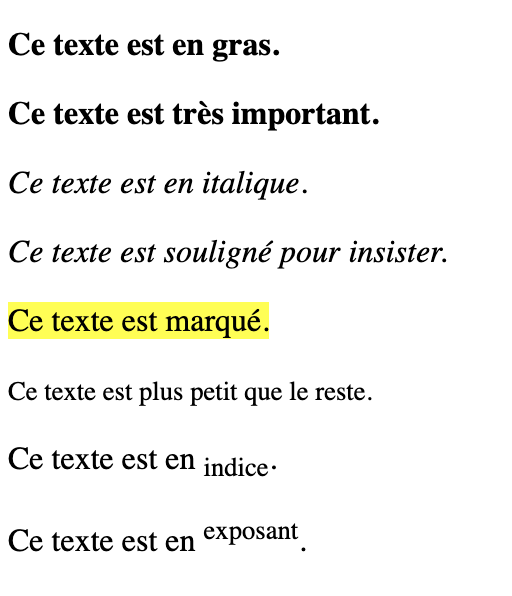 Ce texte est en gras.
Ce texte est très important.
Ce texte est en italique.
Ce texte est souligné pour insister.
Ce texte est marqué.
Ce texte est plus petit que le reste.
Ce texte est en indice.
Ce texte est en exposant.